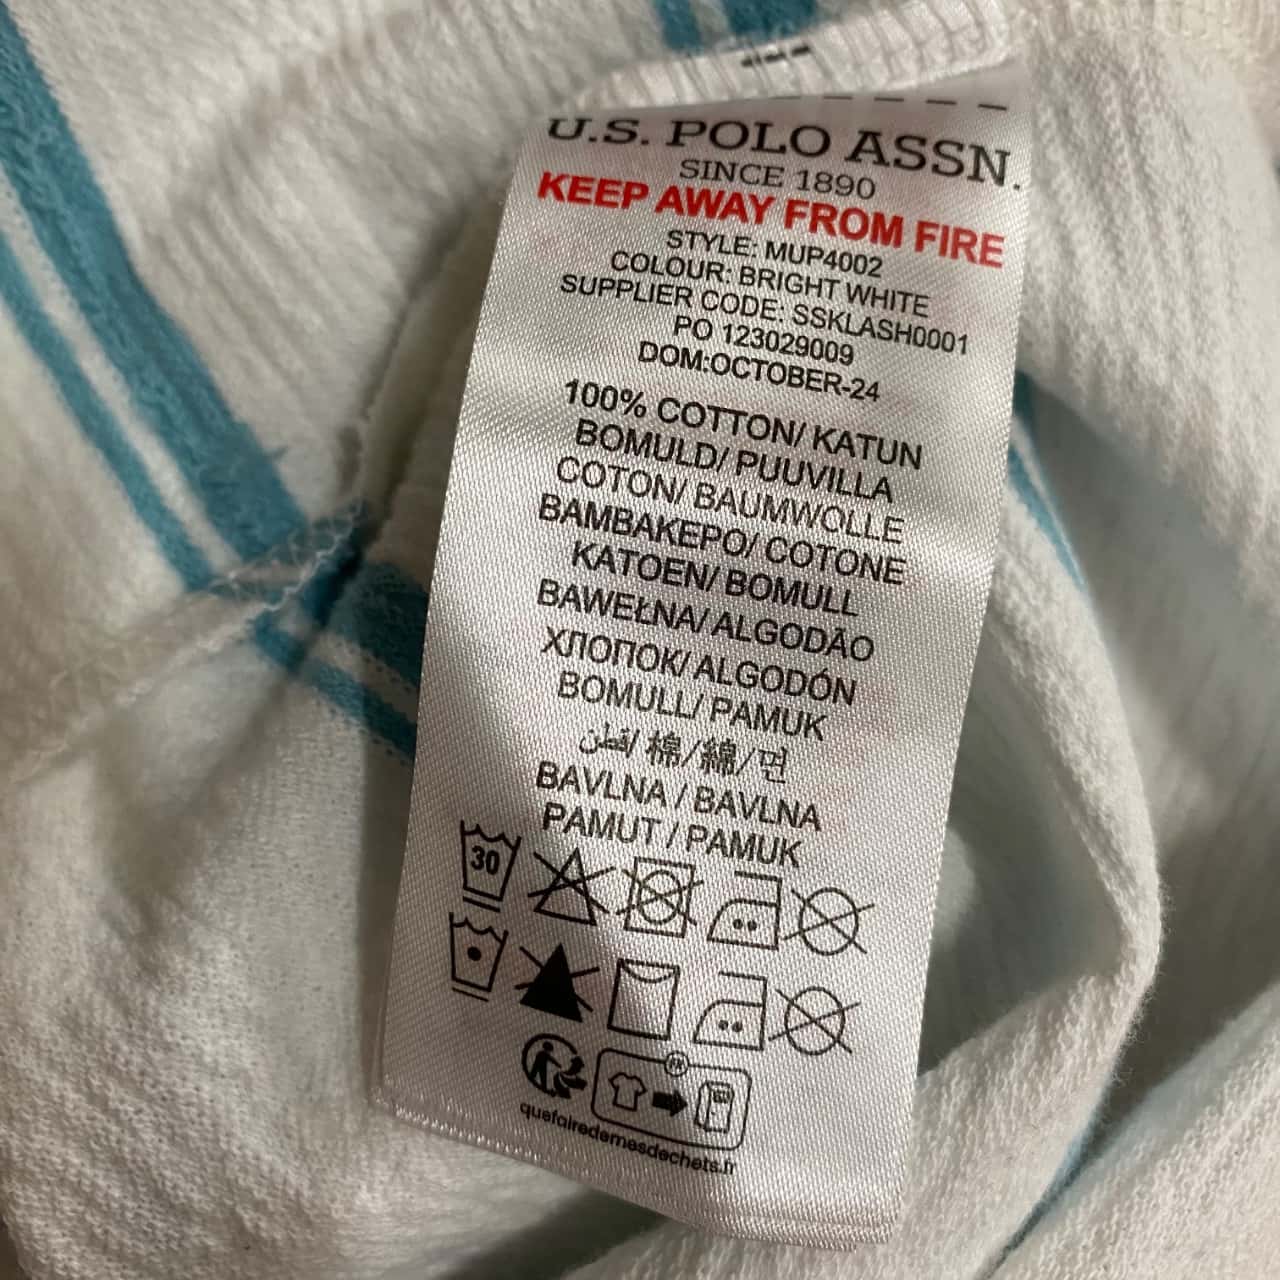 U.S. POLO ASSN.
SINCE 1890
KEEP AWAY FROM FIRE
STYLE: MUP4002
COLOUR: BRIGHT WHITE
SUPPLIER CODE: SSKLASH0001
PO 123029009
DOM:OCTOBER-24
100% COTTON/ KATUN
BOMULD/ PUUVILLA
COTON/ BAUMWOLLE
BAMBAKEPO/ COTONE
KATOEN/ BOMULL
BAWEŁNA/ ALGODÃO
ХЛОПОК/ ALGODÓN
BOMULL/ PAMUK
قطن/ 棉/ 綿/ 면
BAVLNA / BAVLNA
PAMUT / PAMUK
30
FR
quefairedemesdechets.fr